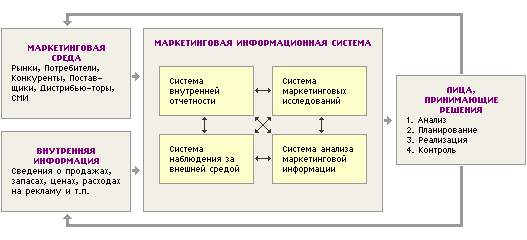 МАРКЕТИНГОВАЯ
СРЕДА
Рынки, Потребители,
Конкуренты, Постав-
щики, Дистрибью-торы,
СМИ
ВНУТРЕННЯЯ
ИНФОРМАЦИЯ
Сведения о продажах,
запасах, ценах, расходах
на рекламу и т.п.
МАРКЕТИНГОВАЯ ИНФОРМАЦИОННАЯ СИСТЕМА
Система
внутренней
отчетности
Система
маркетинговых
исследований
Система
наблюдения за
внешней средой
Система анализа
маркетинговой
информации
ЛИЦА,
ПРИНИМАЮЩИЕ
РЕШЕНИЯ
1. Анализ
2. Планирование
3. Реализация
4. Контроль